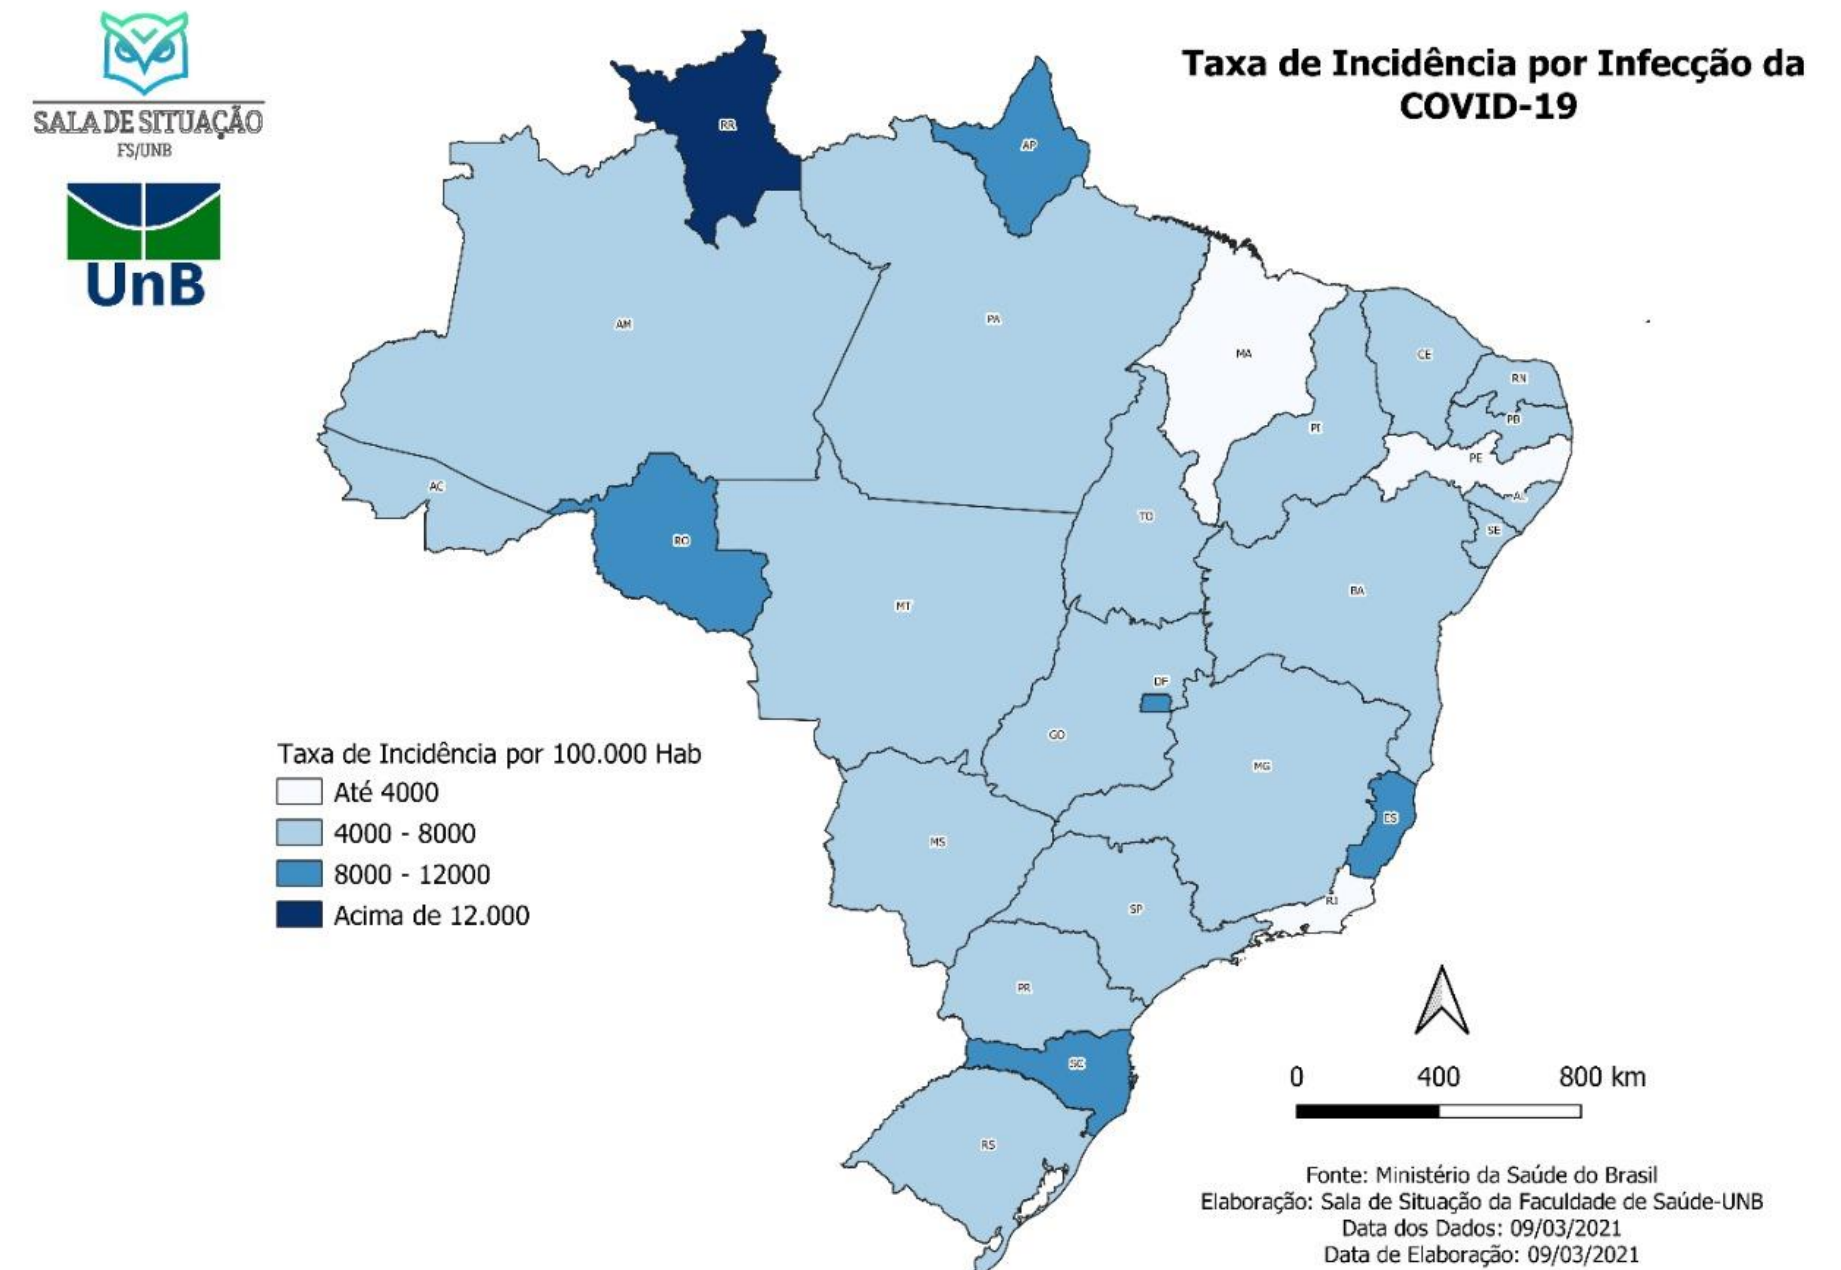 SALA DE SITUAÇÃO
FS/UNB
UnB
Taxa de Incidência por Infecção da
COVID-19
RR
AP
AM
PA
MA
CE
RN
PB
PI
PE
AL
AC
TO
SE
RO
BA
MT
DF
GO
MG
ES
MS
RJ
SP
PR
SC
RS
Taxa de Incidência por 100.000 Hab
Até 4000
4000 - 8000
8000 - 12000
Acima de 12.000
0 400 800 km
Fonte: Ministério da Saúde do Brasil
Elaboração: Sala de Situação da Faculdade de Saúde-UNB
Data dos Dados: 09/03/2021
Data de Elaboração: 09/03/2021